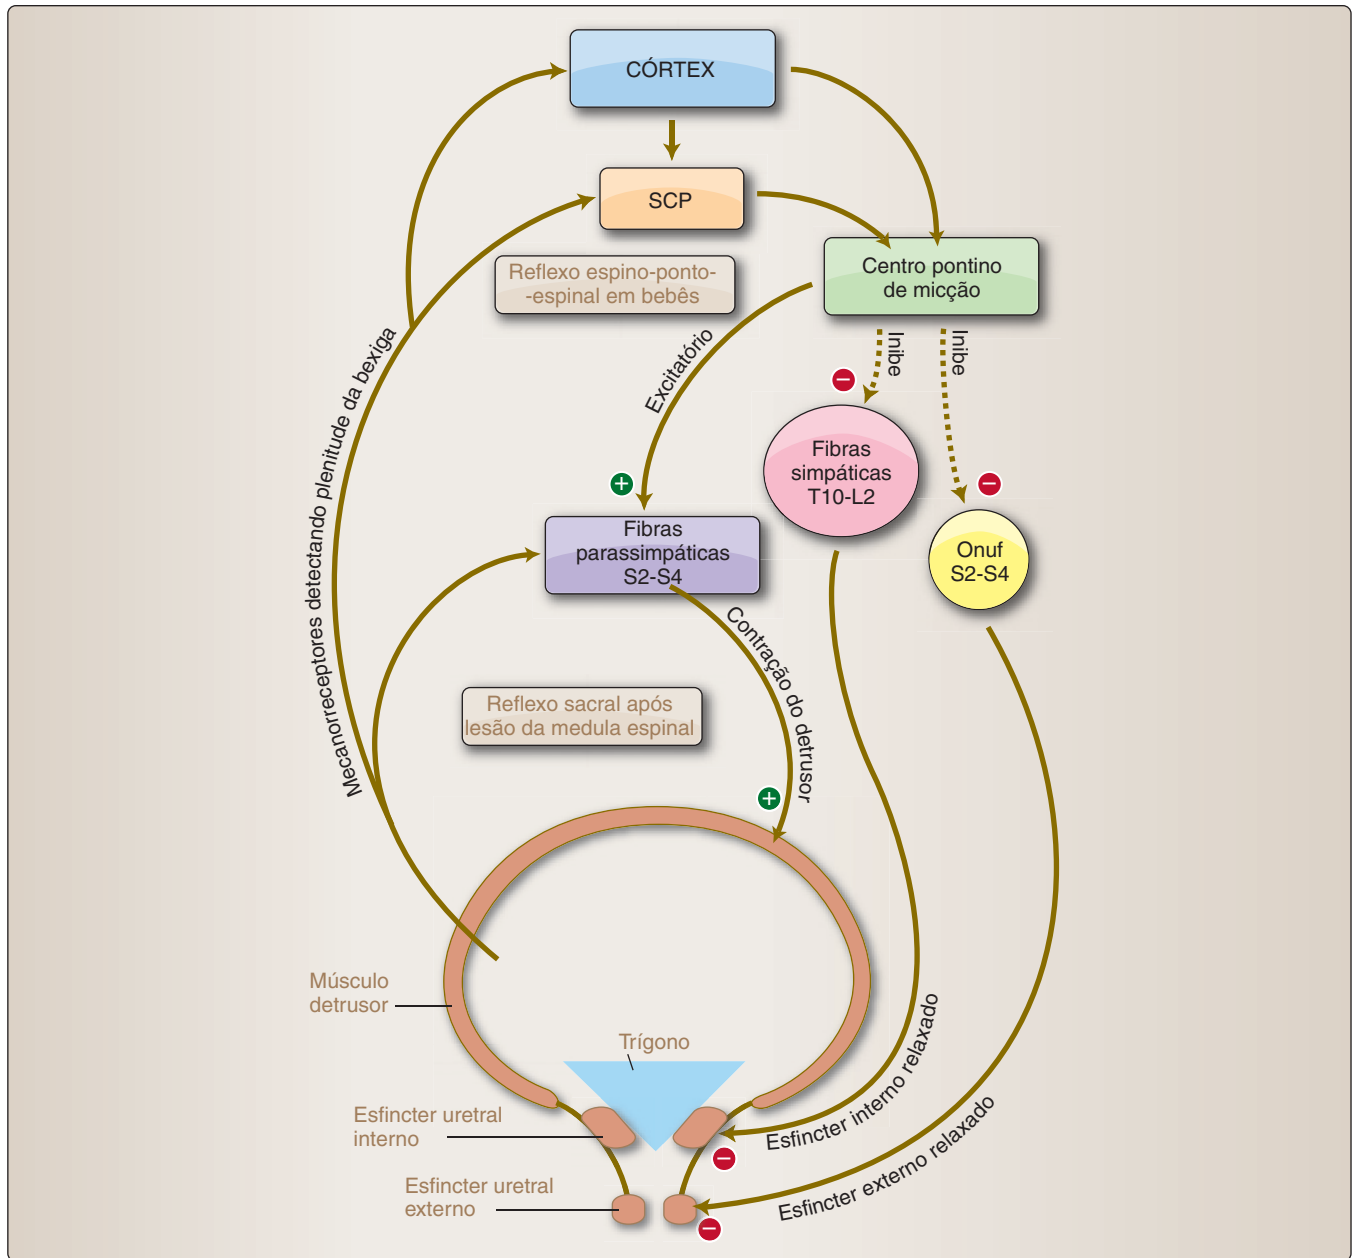 CÓRTEX
SCP
Reflexo espino-ponto-
-espinal em bebês
Centro pontino
de micção
Mecanorreceptores detectando plenitude da bexiga
Excitatório
Inibe
Inibe
−
Fibras
simpáticas
T10-L2
+
−
Fibras
parassimpáticas
S2-S4
Onuf
S2-S4
Contração do detrusor
Reflexo sacral após
lesão da medula espinal
+
Músculo
detrusor
Trígono
Esfincter uretral
interno
Esfincter interno relaxado
−
Esfincter uretral
externo
Esfincter externo relaxado
−